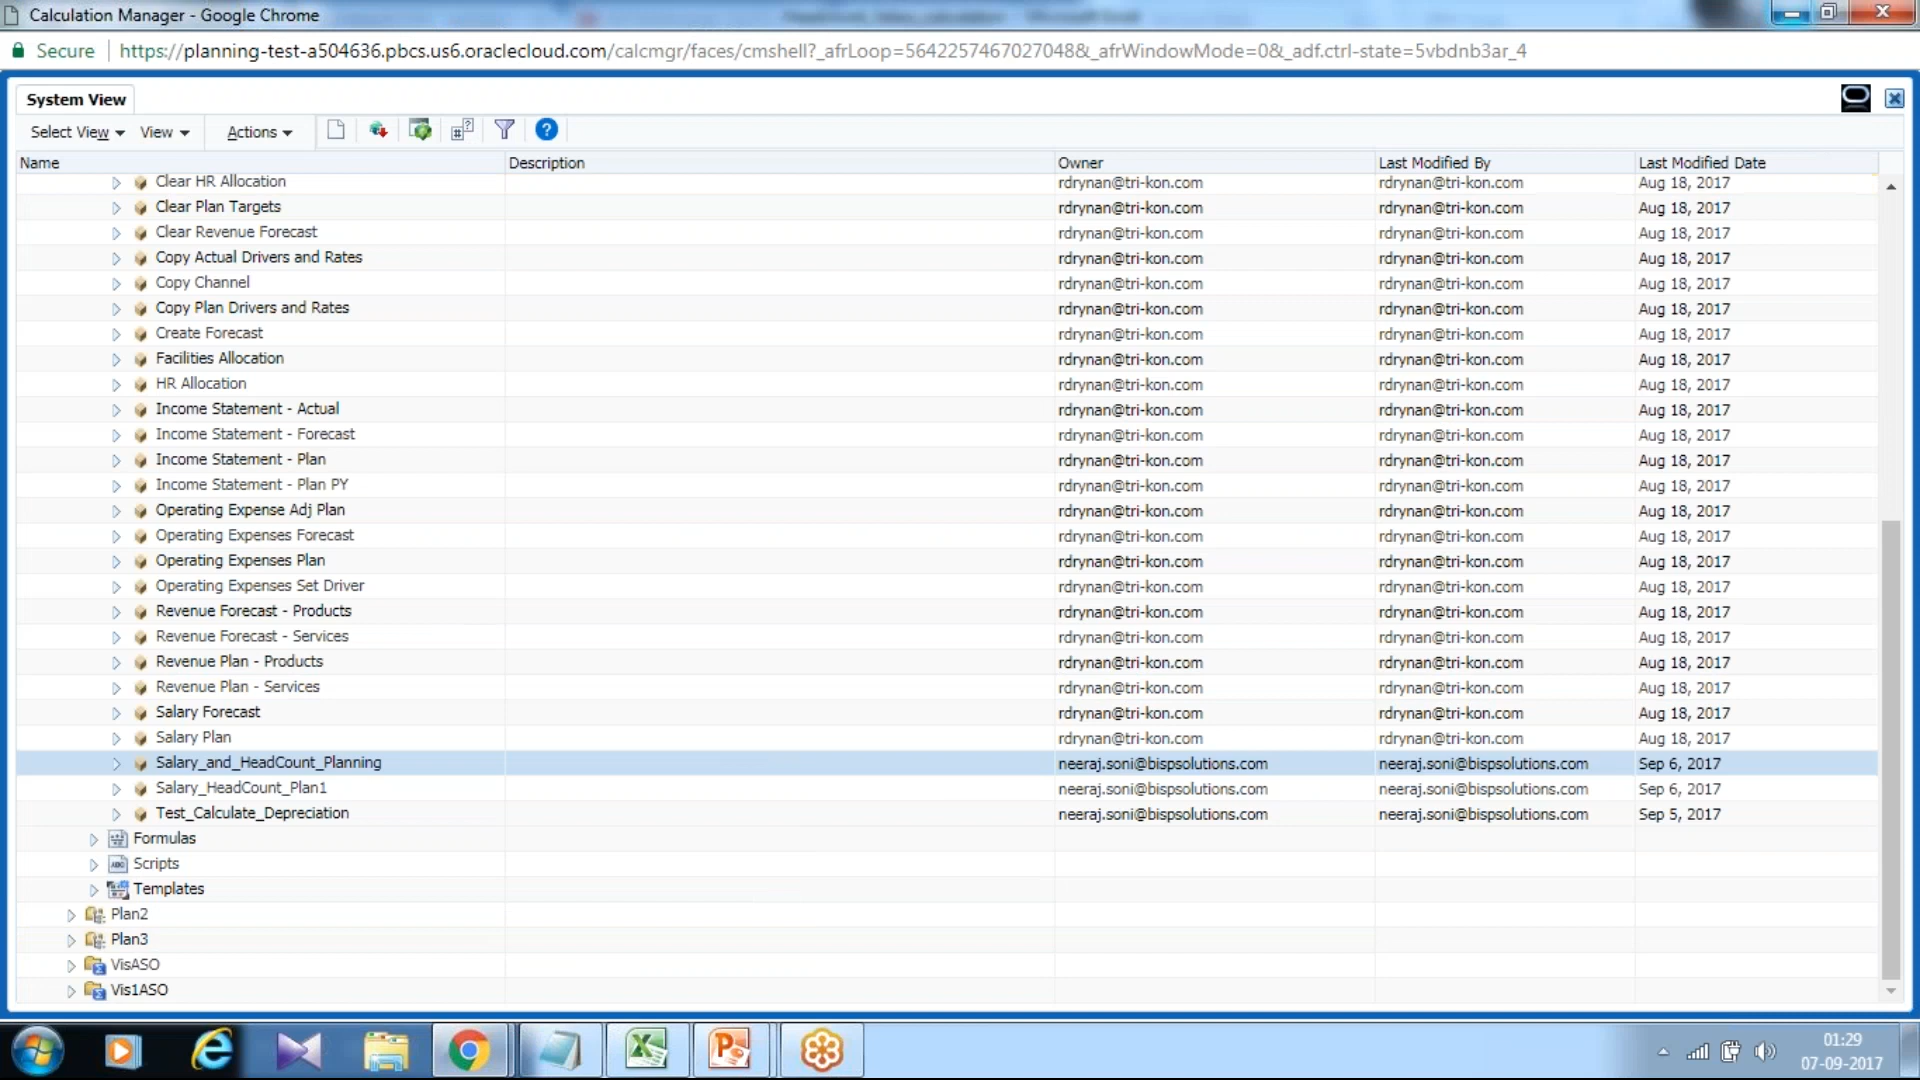 Calculation Manager - Google Chrome
Secure https://planning-test-a504636.pbcs.us6.oraclecloud.com/calcmgr/faces/cmshell?_afrLoop=5642257467027048&_afrWindowMode=0&_adf.ctrl-state=5vbdnb3ar_4
System View
Select View View Actions
Name Description Owner Last Modified By Last Modified Date
Clear HR Allocation rdrynan@tri-kon.com rdrynan@tri-kon.com Aug 18, 2017
Clear Plan Targets rdrynan@tri-kon.com rdrynan@tri-kon.com Aug 18, 2017
Clear Revenue Forecast rdrynan@tri-kon.com rdrynan@tri-kon.com Aug 18, 2017
Copy Actual Drivers and Rates rdrynan@tri-kon.com rdrynan@tri-kon.com Aug 18, 2017
Copy Channel rdrynan@tri-kon.com rdrynan@tri-kon.com Aug 18, 2017
Copy Plan Drivers and Rates rdrynan@tri-kon.com rdrynan@tri-kon.com Aug 18, 2017
Create Forecast rdrynan@tri-kon.com rdrynan@tri-kon.com Aug 18, 2017
Facilities Allocation rdrynan@tri-kon.com rdrynan@tri-kon.com Aug 18, 2017
HR Allocation rdrynan@tri-kon.com rdrynan@tri-kon.com Aug 18, 2017
Income Statement - Actual rdrynan@tri-kon.com rdrynan@tri-kon.com Aug 18, 2017
Income Statement - Forecast rdrynan@tri-kon.com rdrynan@tri-kon.com Aug 18, 2017
Income Statement - Plan rdrynan@tri-kon.com rdrynan@tri-kon.com Aug 18, 2017
Income Statement - Plan PY rdrynan@tri-kon.com rdrynan@tri-kon.com Aug 18, 2017
Operating Expense Adj Plan rdrynan@tri-kon.com rdrynan@tri-kon.com Aug 18, 2017
Operating Expenses Forecast rdrynan@tri-kon.com rdrynan@tri-kon.com Aug 18, 2017
Operating Expenses Plan rdrynan@tri-kon.com rdrynan@tri-kon.com Aug 18, 2017
Operating Expenses Set Driver rdrynan@tri-kon.com rdrynan@tri-kon.com Aug 18, 2017
Revenue Forecast - Products rdrynan@tri-kon.com rdrynan@tri-kon.com Aug 18, 2017
Revenue Forecast - Services rdrynan@tri-kon.com rdrynan@tri-kon.com Aug 18, 2017
Revenue Plan - Products rdrynan@tri-kon.com rdrynan@tri-kon.com Aug 18, 2017
Revenue Plan - Services rdrynan@tri-kon.com rdrynan@tri-kon.com Aug 18, 2017
Salary Forecast rdrynan@tri-kon.com rdrynan@tri-kon.com Aug 18, 2017
Salary Plan rdrynan@tri-kon.com rdrynan@tri-kon.com Aug 18, 2017
Salary_and_HeadCount_Planning neeraj.soni@bispsolutions.com neeraj.soni@bispsolutions.com Sep 6, 2017
Salary_HeadCount_Plan1 neeraj.soni@bispsolutions.com neeraj.soni@bispsolutions.com Sep 6, 2017
Test_Calculate_Depreciation neeraj.soni@bispsolutions.com neeraj.soni@bispsolutions.com Sep 5, 2017
Formulas
Scripts
Templates
Plan2
Plan3
VisASO
Vis1ASO
01:29
07-09-2017